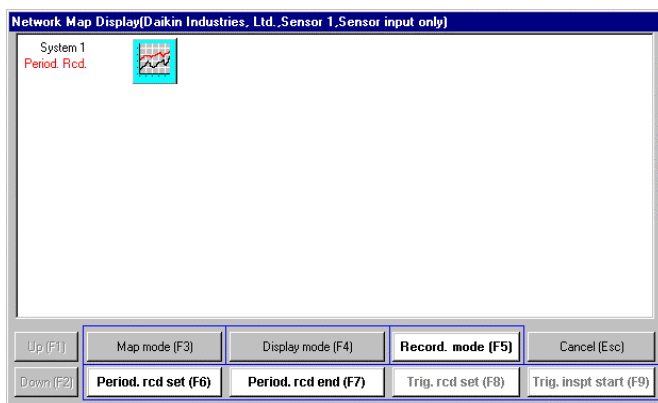 Network Map Display(Daikin Industries, Ltd.,Sensor 1,Sensor input only)
System 1
Period. Rcd.
Up (F1)
Map mode (F3)
Display mode (F4)
Record. mode (F5)
Cancel (Esc)
Down (F2)
Period. rcd set (F6)
Period. rcd end (F7)
Trig. rcd set (F8)
Trig. inspt start (F9)